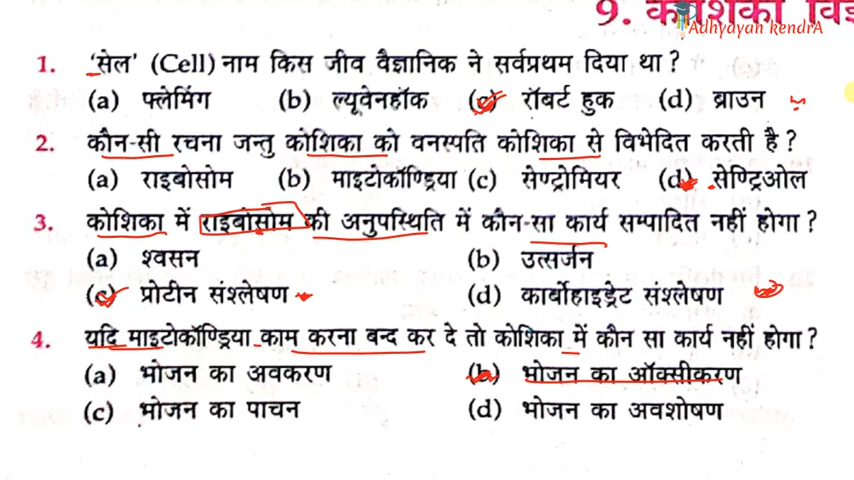 9. कोशिका विज्ञ
Adhyayan kendrA
1. 'सेल' (Cell) नाम किस जीव वैज्ञानिक ने सर्वप्रथम दिया था ?
(a) फ्लेमिंग (b) ल्यूवेनहॉक (c) रॉबर्ट हुक (d) ब्राउन
2. कौन-सी रचना जन्तु कोशिका को वनस्पति कोशिका से विभेदित करती है ?
(a) राइबोसोम (b) माइटोकॉण्ड्रिया (c) सेण्ट्रोमियर (d) सेण्ट्रिओल
3. कोशिका में राइबोसोम की अनुपस्थिति में कौन-सा कार्य सम्पादित नहीं होगा ?
(a) श्वसन (b) उत्सर्जन
(c) प्रोटीन संश्लेषण (d) कार्बोहाइड्रेट संश्लेषण
4. यदि माइटोकॉण्ड्रिया काम करना बन्द कर दे तो कोशिका में कौन सा कार्य नहीं होगा ?
(a) भोजन का अवकरण (b) भोजन का ऑक्सीकरण
(c) भोजन का पाचन (d) भोजन का अवशोषण